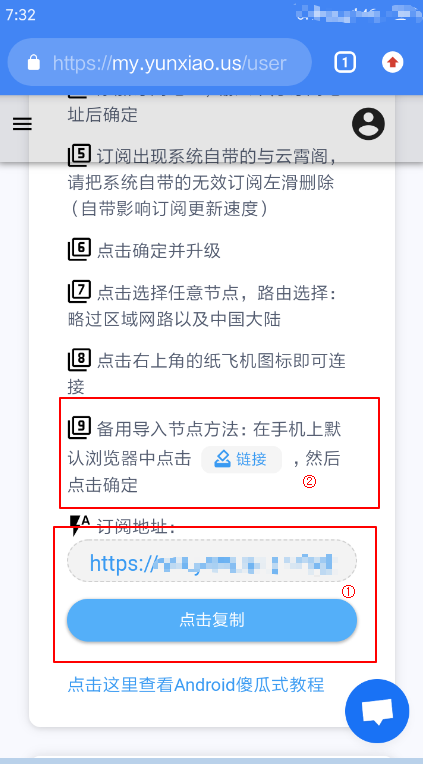 7:32
https://my.yunxiao.us/user
1
址后确定
5 订阅出现系统自带的与云霄阁，
请把系统自带的无效订阅左滑删除
（自带影响订阅更新速度）
6 点击确定并升级
7 点击选择任意节点，路由选择：
略过区域网路以及中国大陆
8 点击右上角的纸飞机图标即可连
接
9 备用导入节点方法：在手机上默
认浏览器中点击 链接 ，然后
点击确定
②
A 订阅地址：
https://
①
点击复制
点击这里查看Android傻瓜式教程